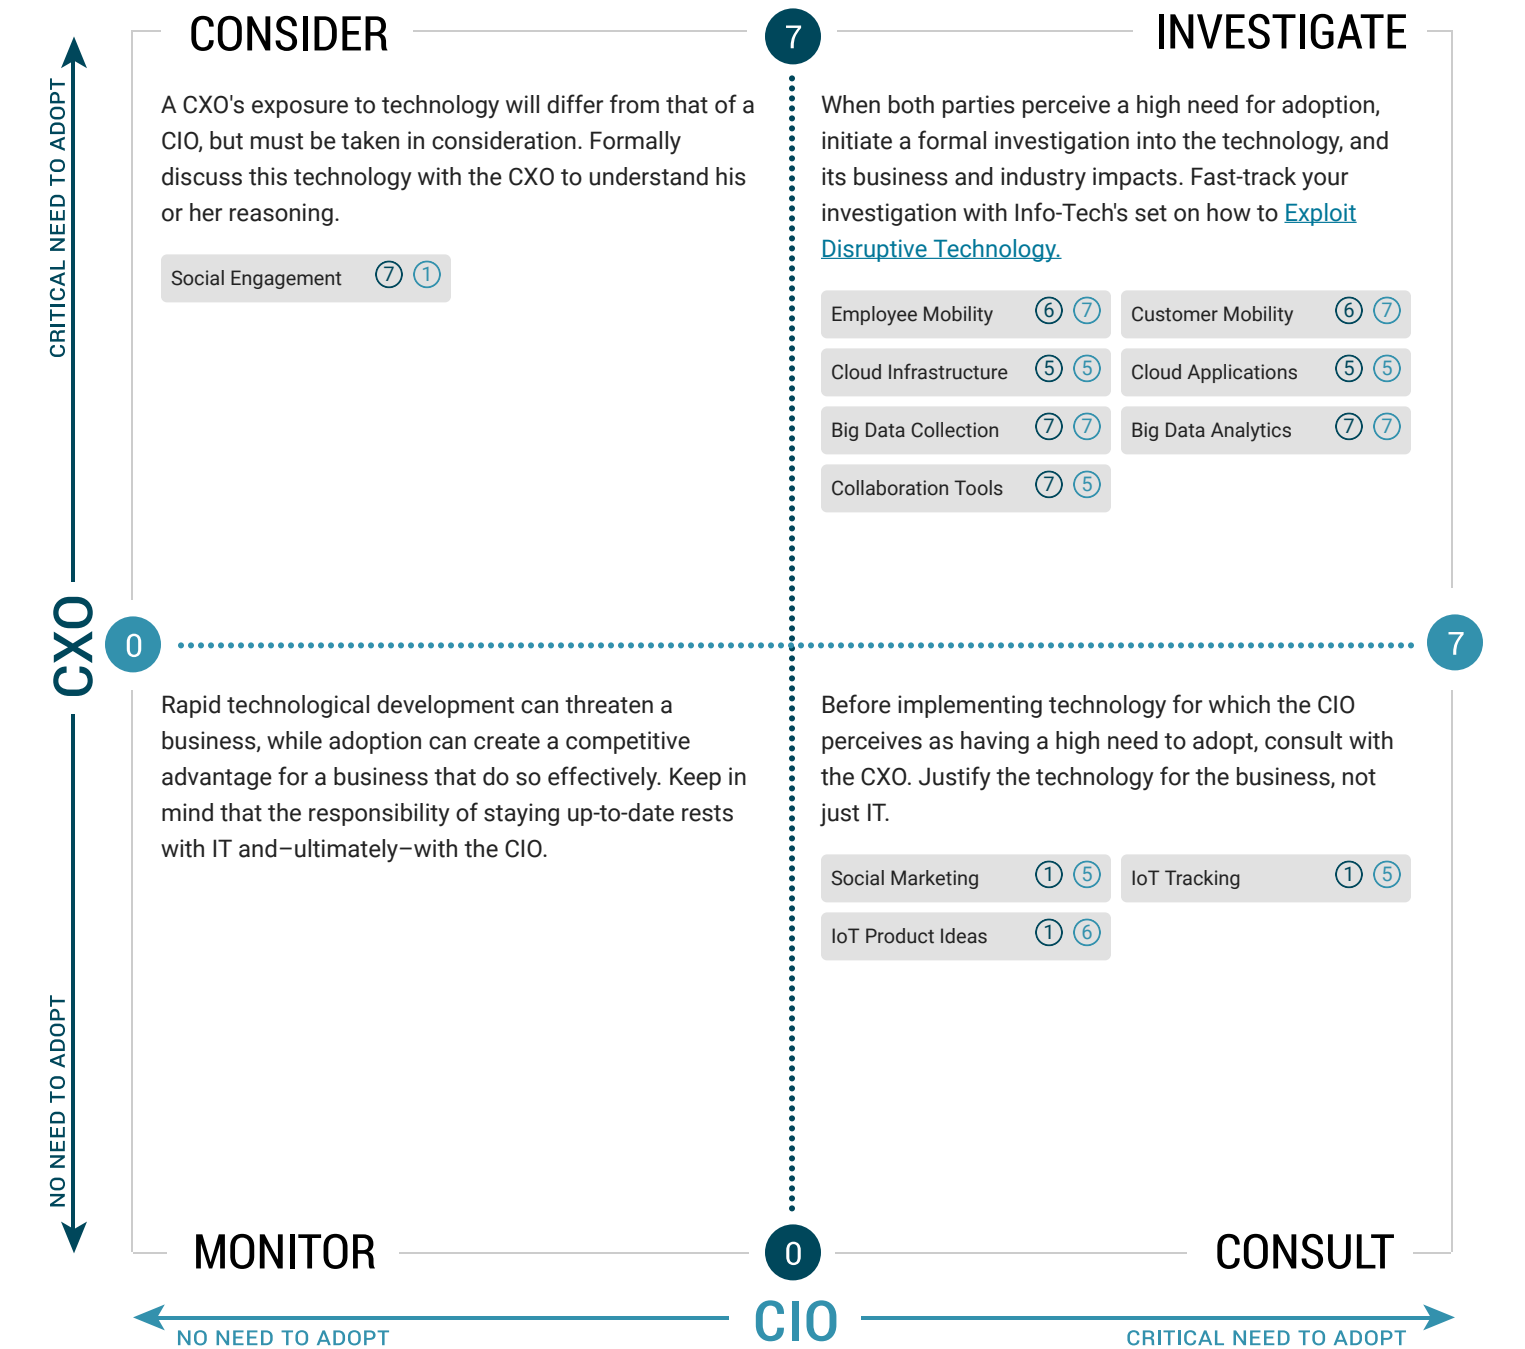 CONSIDER
7
INVESTIGATE
CRITICAL NEED TO ADOPT
A CXO's exposure to technology will differ from that of a
CIO, but must be taken in consideration. Formally
discuss this technology with the CXO to understand his
or her reasoning.
Social Engagement 7 1
When both parties perceive a high need for adoption,
initiate a formal investigation into the technology, and
its business and industry impacts. Fast-track your
investigation with Info-Tech's set on how to Exploit
Disruptive Technology.
Employee Mobility 6 7
Customer Mobility 6 7
Cloud Infrastructure 5 5
Cloud Applications 5 5
Big Data Collection 7 7
Big Data Analytics 7 7
Collaboration Tools 7 5
CXO
0
7
Rapid technological development can threaten a
business, while adoption can create a competitive
advantage for a business that do so effectively. Keep in
mind that the responsibility of staying up-to-date rests
with IT and–ultimately–with the CIO.
Before implementing technology for which the CIO
perceives as having a high need to adopt, consult with
the CXO. Justify the technology for the business, not
just IT.
Social Marketing 1 5
IoT Tracking 1 5
IoT Product Ideas 1 6
NO NEED TO ADOPT
MONITOR
0
CONSULT
NO NEED TO ADOPT
CIO
CRITICAL NEED TO ADOPT